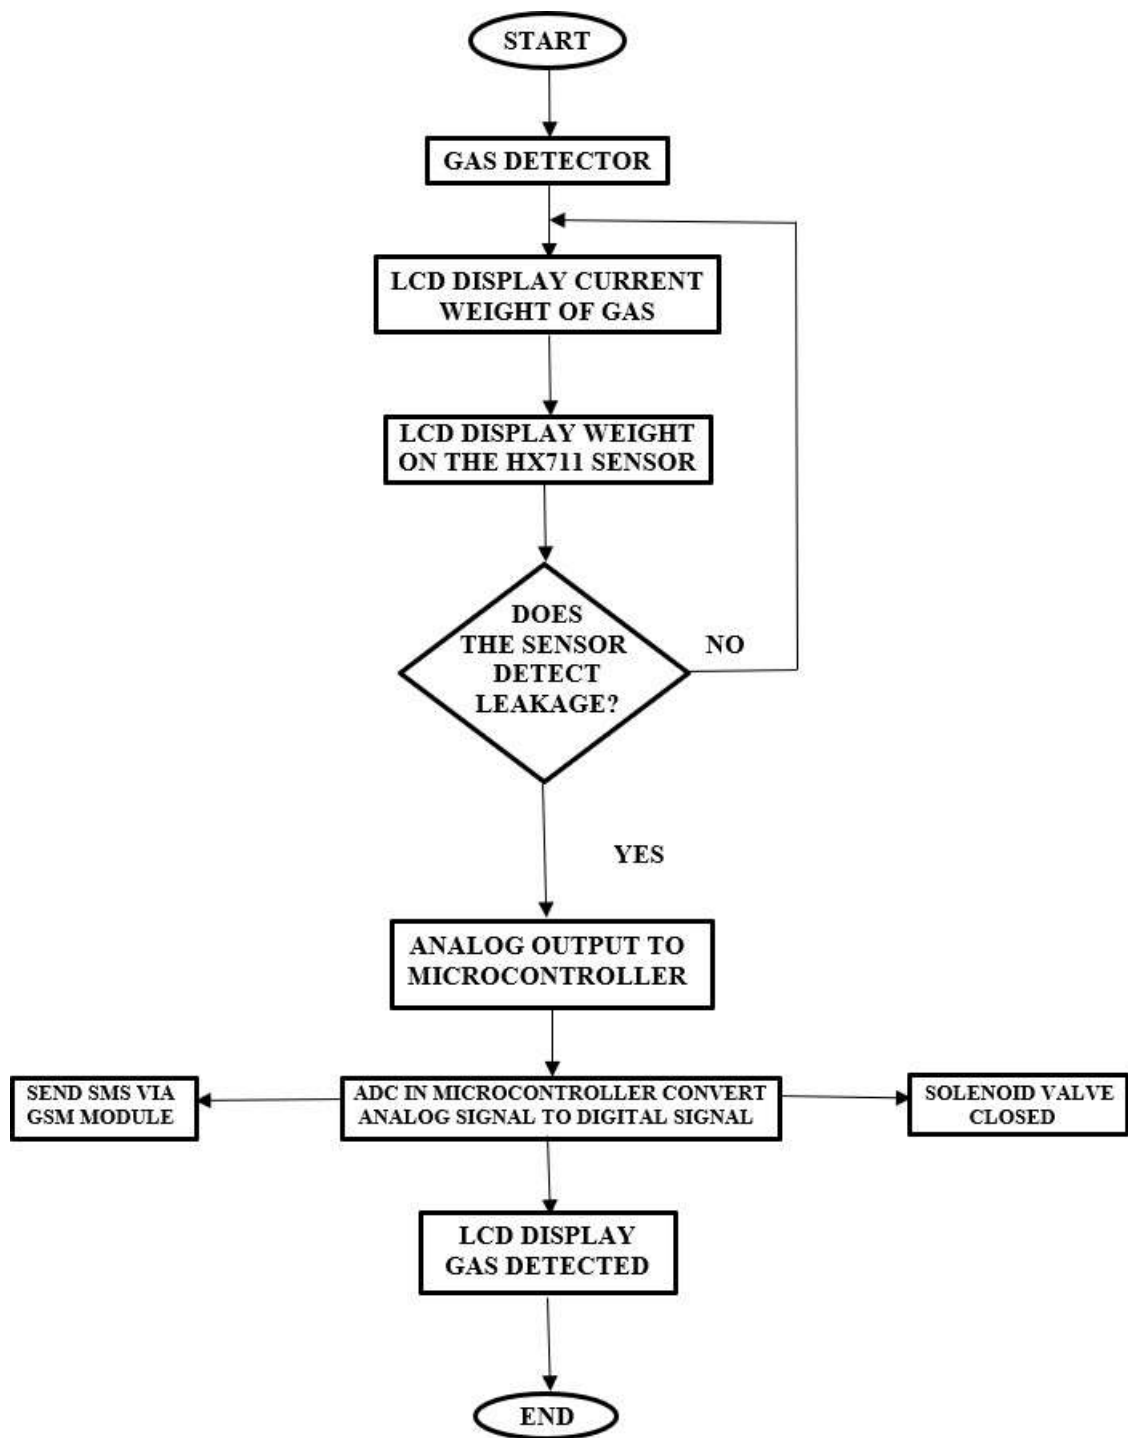 START
GAS DETECTOR
LCD DISPLAY CURRENT
WEIGHT OF GAS
LCD DISPLAY WEIGHT
ON THE HX711 SENSOR
DOES
THE SENSOR
DETECT
LEAKAGE?
NO
YES
ANALOG OUTPUT TO
MICROCONTROLLER
SEND SMS VIA
GSM MODULE
ADC IN MICROCONTROLLER CONVERT
ANALOG SIGNAL TO DIGITAL SIGNAL
SOLENOID VALVE
CLOSED
LCD DISPLAY
GAS DETECTED
END